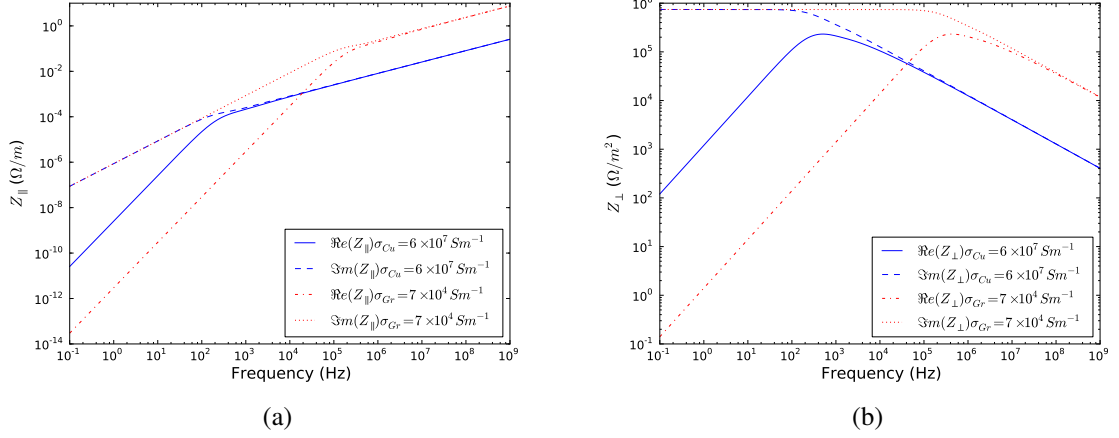 10^0
10^-2
10^-4
10^-6
10^-8
10^-10
10^-12
10^-14
Z_∥ (Ω/m)
ℜe(Z_∥)σ_Cu = 6 × 10^7 Sm^-1
ℑm(Z_∥)σ_Cu = 6 × 10^7 Sm^-1
ℜe(Z_∥)σ_Gr = 7 × 10^4 Sm^-1
ℑm(Z_∥)σ_Gr = 7 × 10^4 Sm^-1
10^-1 10^0 10^1 10^2 10^3 10^4 10^5 10^6 10^7 10^8 10^9
Frequency (Hz)
(a)
10^6
10^5
10^4
10^3
10^2
10^1
10^0
10^-1
Z_⊥ (Ω/m^2)
ℜe(Z_⊥)σ_Cu = 6 × 10^7 Sm^-1
ℑm(Z_⊥)σ_Cu = 6 × 10^7 Sm^-1
ℜe(Z_⊥)σ_Gr = 7 × 10^4 Sm^-1
ℑm(Z_⊥)σ_Gr = 7 × 10^4 Sm^-1
10^-1 10^0 10^1 10^2 10^3 10^4 10^5 10^6 10^7 10^8 10^9
Frequency (Hz)
(b)